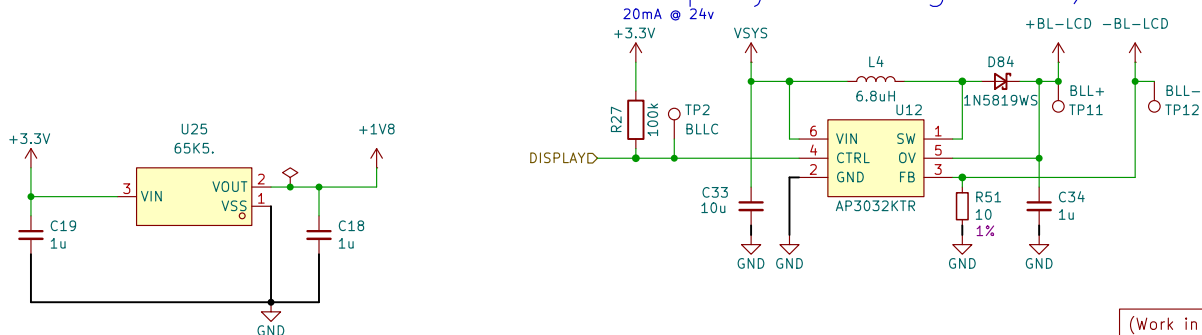 20mA @ 24v
+3.3V
VSYS
+BL-LCD
-BL-LCD
L4
6.8uH
D84
1N5819WS
BLL+
TP11
BLL-
TP12
R27
100k
TP2
BLLC
U12
DISPLAY
6
VIN
SW
1
4
CTRL
OV
5
2
GND
FB
3
AP3032KTR
C33
10u
R51
10
1%
C34
1u
GND
GND
GND
GND
+3.3V
U25
65K5.
+1V8
3
VIN
VOUT
2
VSS
1
C19
1u
C18
1u
GND
(Work in